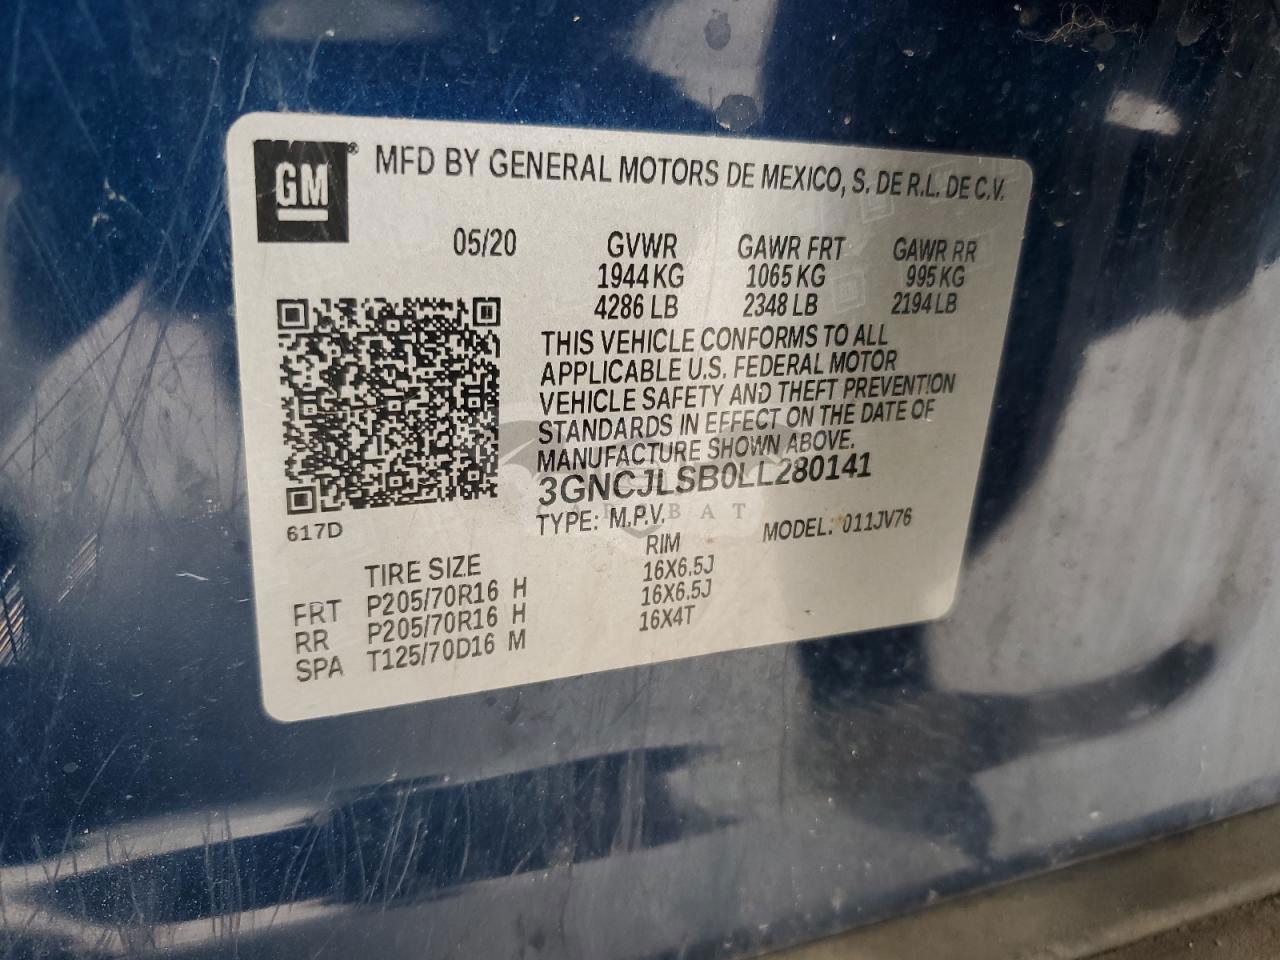 GM® MFD BY GENERAL MOTORS DE MEXICO, S. DE R.L. DE C.V.
05/20 GVWR GAWR FRT GAWR RR
1944 KG 1065 KG 995 KG
4286 LB 2348 LB 2194 LB
THIS VEHICLE CONFORMS TO ALL
APPLICABLE U.S. FEDERAL MOTOR
VEHICLE SAFETY AND THEFT PREVENTION
STANDARDS IN EFFECT ON THE DATE OF
MANUFACTURE SHOWN ABOVE.
3GNCJLSB0LL280141
617D TYPE: M.P.V. MODEL: 011JV76
TIRE SIZE RIM
FRT P205/70R16 H 16X6.5J
RR P205/70R16 H 16X6.5J
SPA T125/70D16 M 16X4T